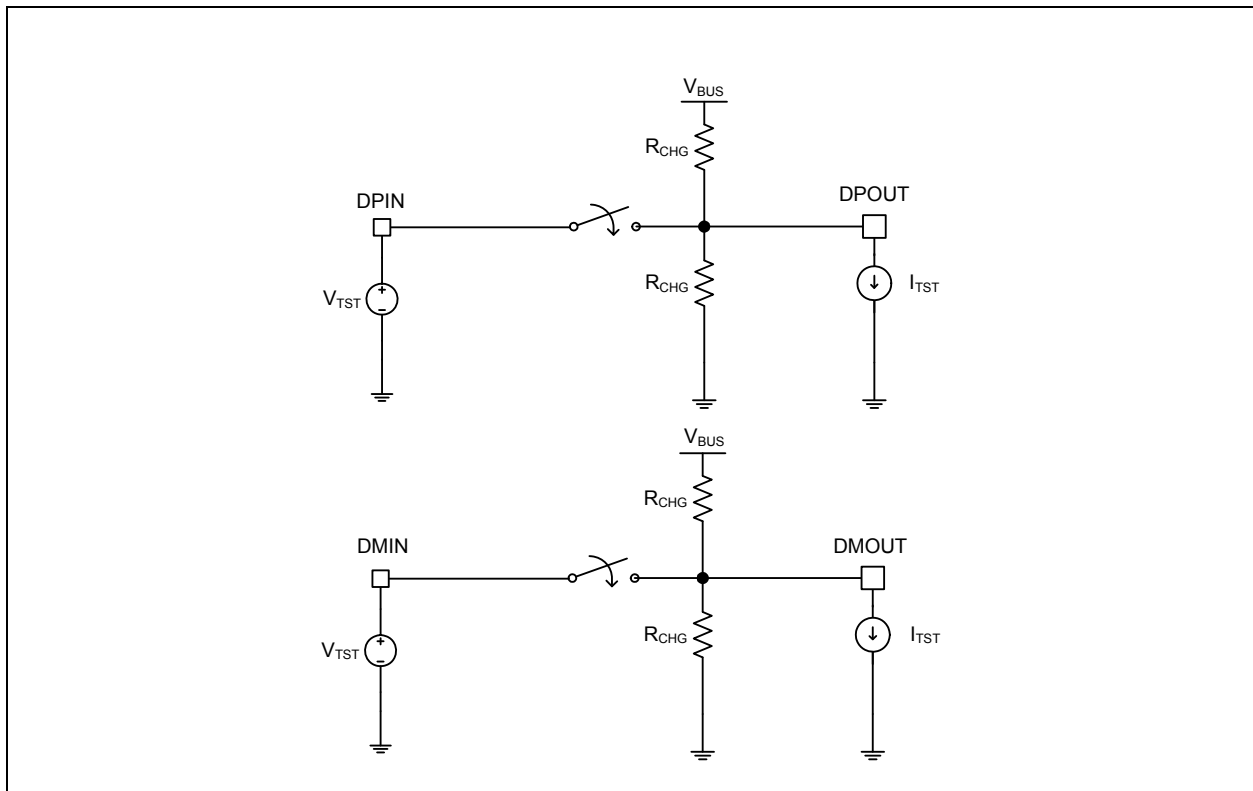 VBUS
RCHG
DPIN
DPOUT
RCHG
VTST
ITST
VBUS
RCHG
DMIN
DMOUT
RCHG
VTST
ITST